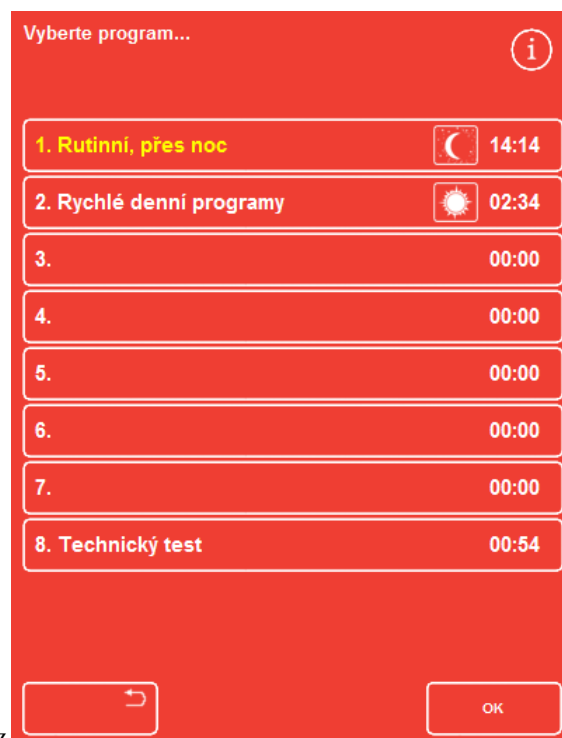 Vyberte program...
i
1. Rutinní, přes noc 14:14
2. Rychlé denní programy 02:34
3. 00:00
4. 00:00
5. 00:00
6. 00:00
7. 00:00
8. Technický test 00:54
OK